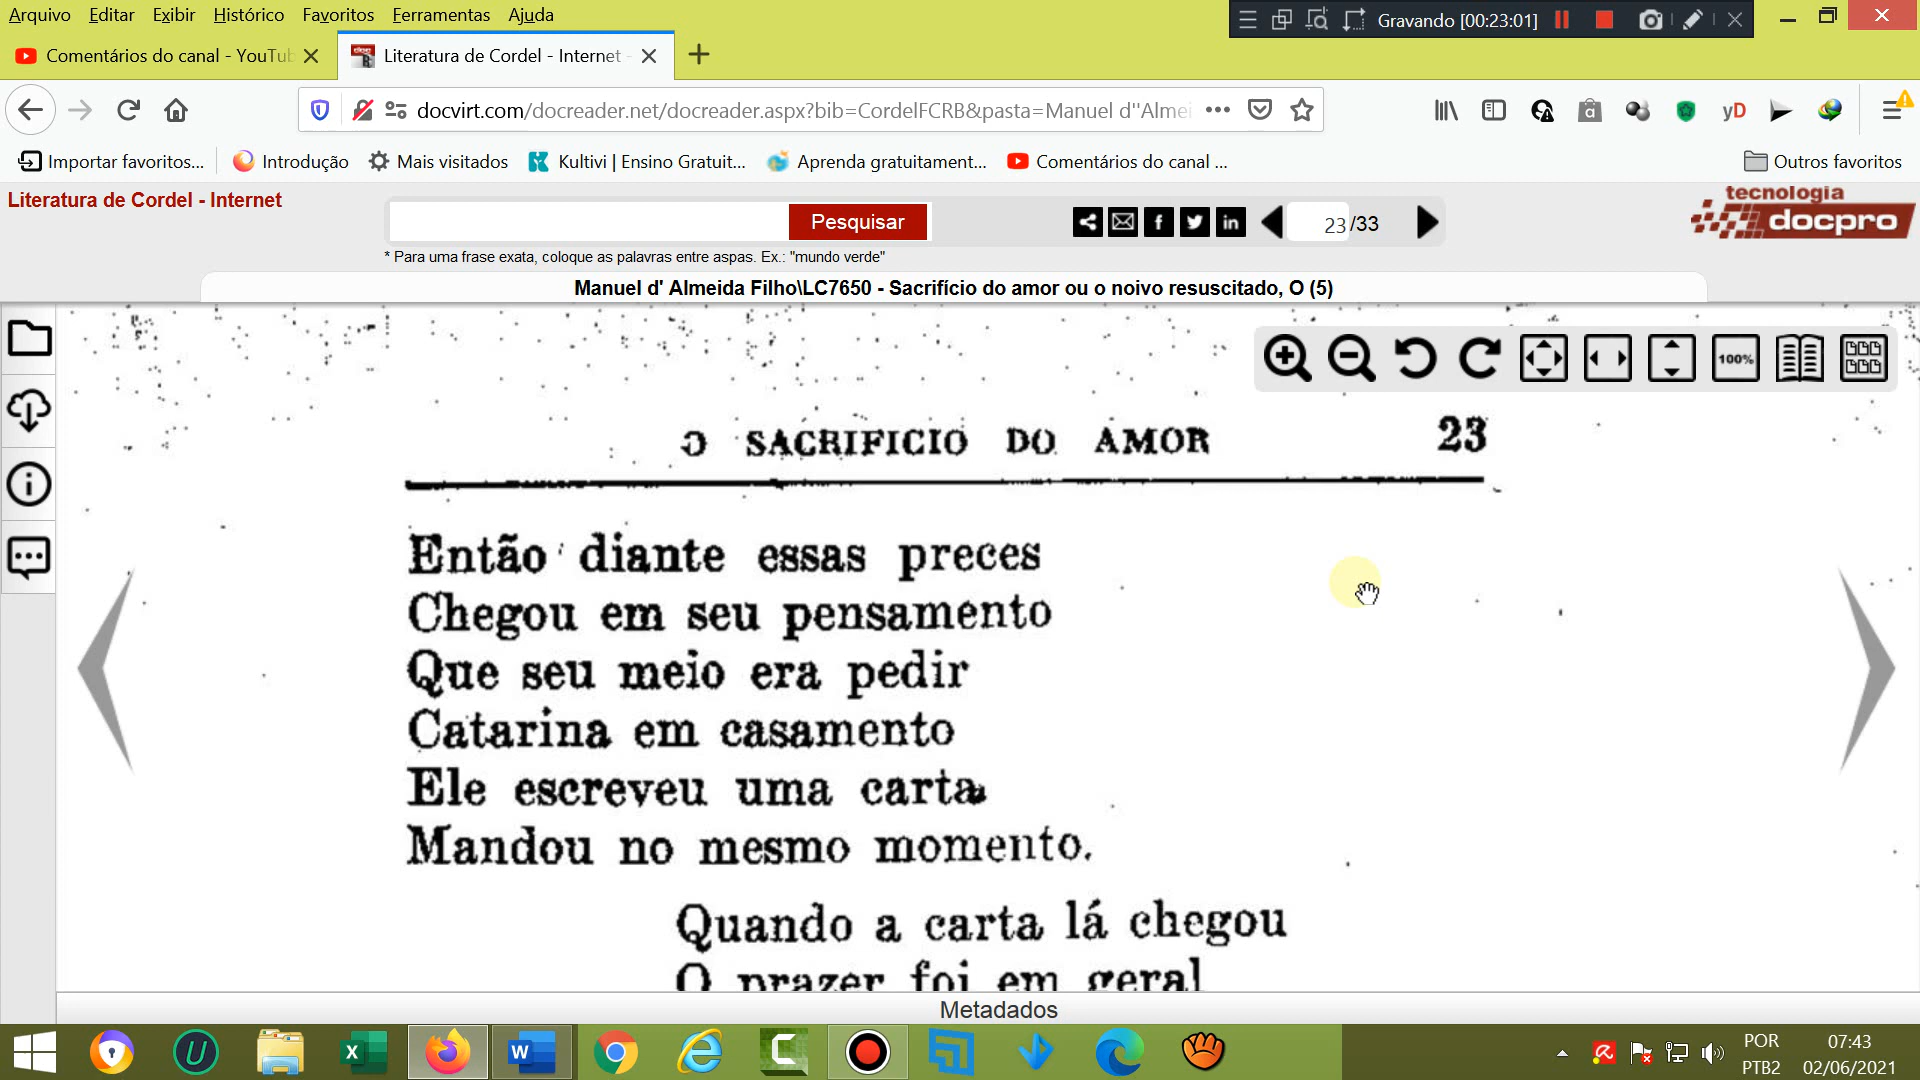 Arquivo Editar Exibir Histórico Favoritos Ferramentas Ajuda
Gravando [00:23:01]
Comentários do canal - YouTub
Literatura de Cordel - Internet -
docvirt.com/docreader.net/docreader.aspx?bib=CordelFCRB&pasta=Manuel d''Almei
yD
Importar favoritos... Introdução Mais visitados Kultivi | Ensino Gratuit... Aprenda gratuitament... Comentários do canal ... Outros favoritos
Literatura de Cordel - Internet
Pesquisar
23 /33
tecnologia
docpro
* Para uma frase exata, coloque as palavras entre aspas. Ex.: "mundo verde"
Manuel d' Almeida Filho\LC7650 - Sacrifício do amor ou o noivo resuscitado, O (5)
100%
O SACRIFICIO DO AMOR 23
Então diante essas preces
Chegou em seu pensamento
Que seu meio era pedir
Catarina em casamento
Ele escreveu uma carta
Mandou no mesmo momento.
Quando a carta lá chegou
O prazer foi em geral
Metadados
POR
PTB2
07:43
02/06/2021